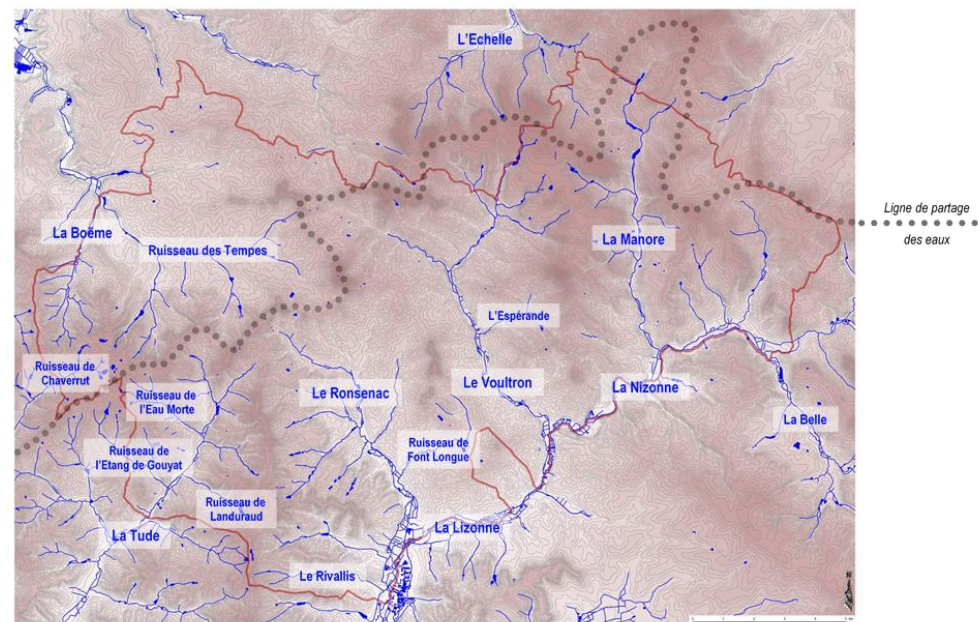 L'Echelle
Ligne de partage
des eaux
La Boëme
Ruisseau des Tempes
La Manore
L'Espérande
Ruisseau de
Chaverrut
Ruisseau de
l'Eau Morte
Le Ronsenac
Le Voultron
La Nizonne
La Belle
Ruisseau de
l'Etang de Gouyat
Ruisseau de
Font Longue
Ruisseau de
Landuraud
La Tude
La Lizonne
Le Rivallis
N